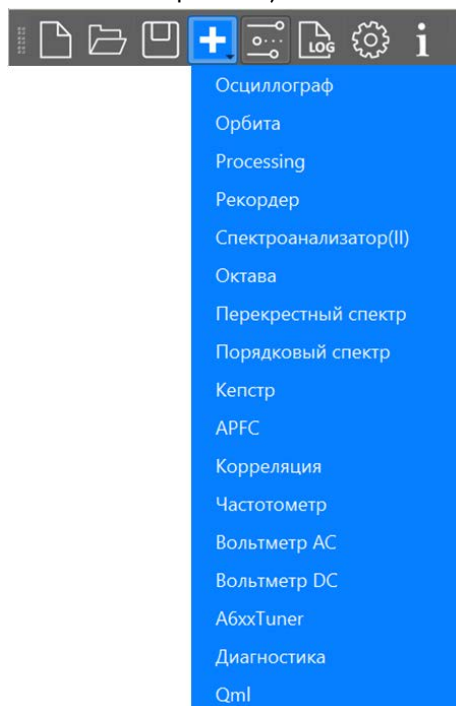 LOG
i
Осциллограф
Орбита
Processing
Рекордер
Спектроанализатор(II)
Октава
Перекрестный спектр
Порядковый спектр
Кепстр
APFC
Корреляция
Частотометр
Вольтметр AC
Вольтметр DC
A6xxTuner
Диагностика
Qml